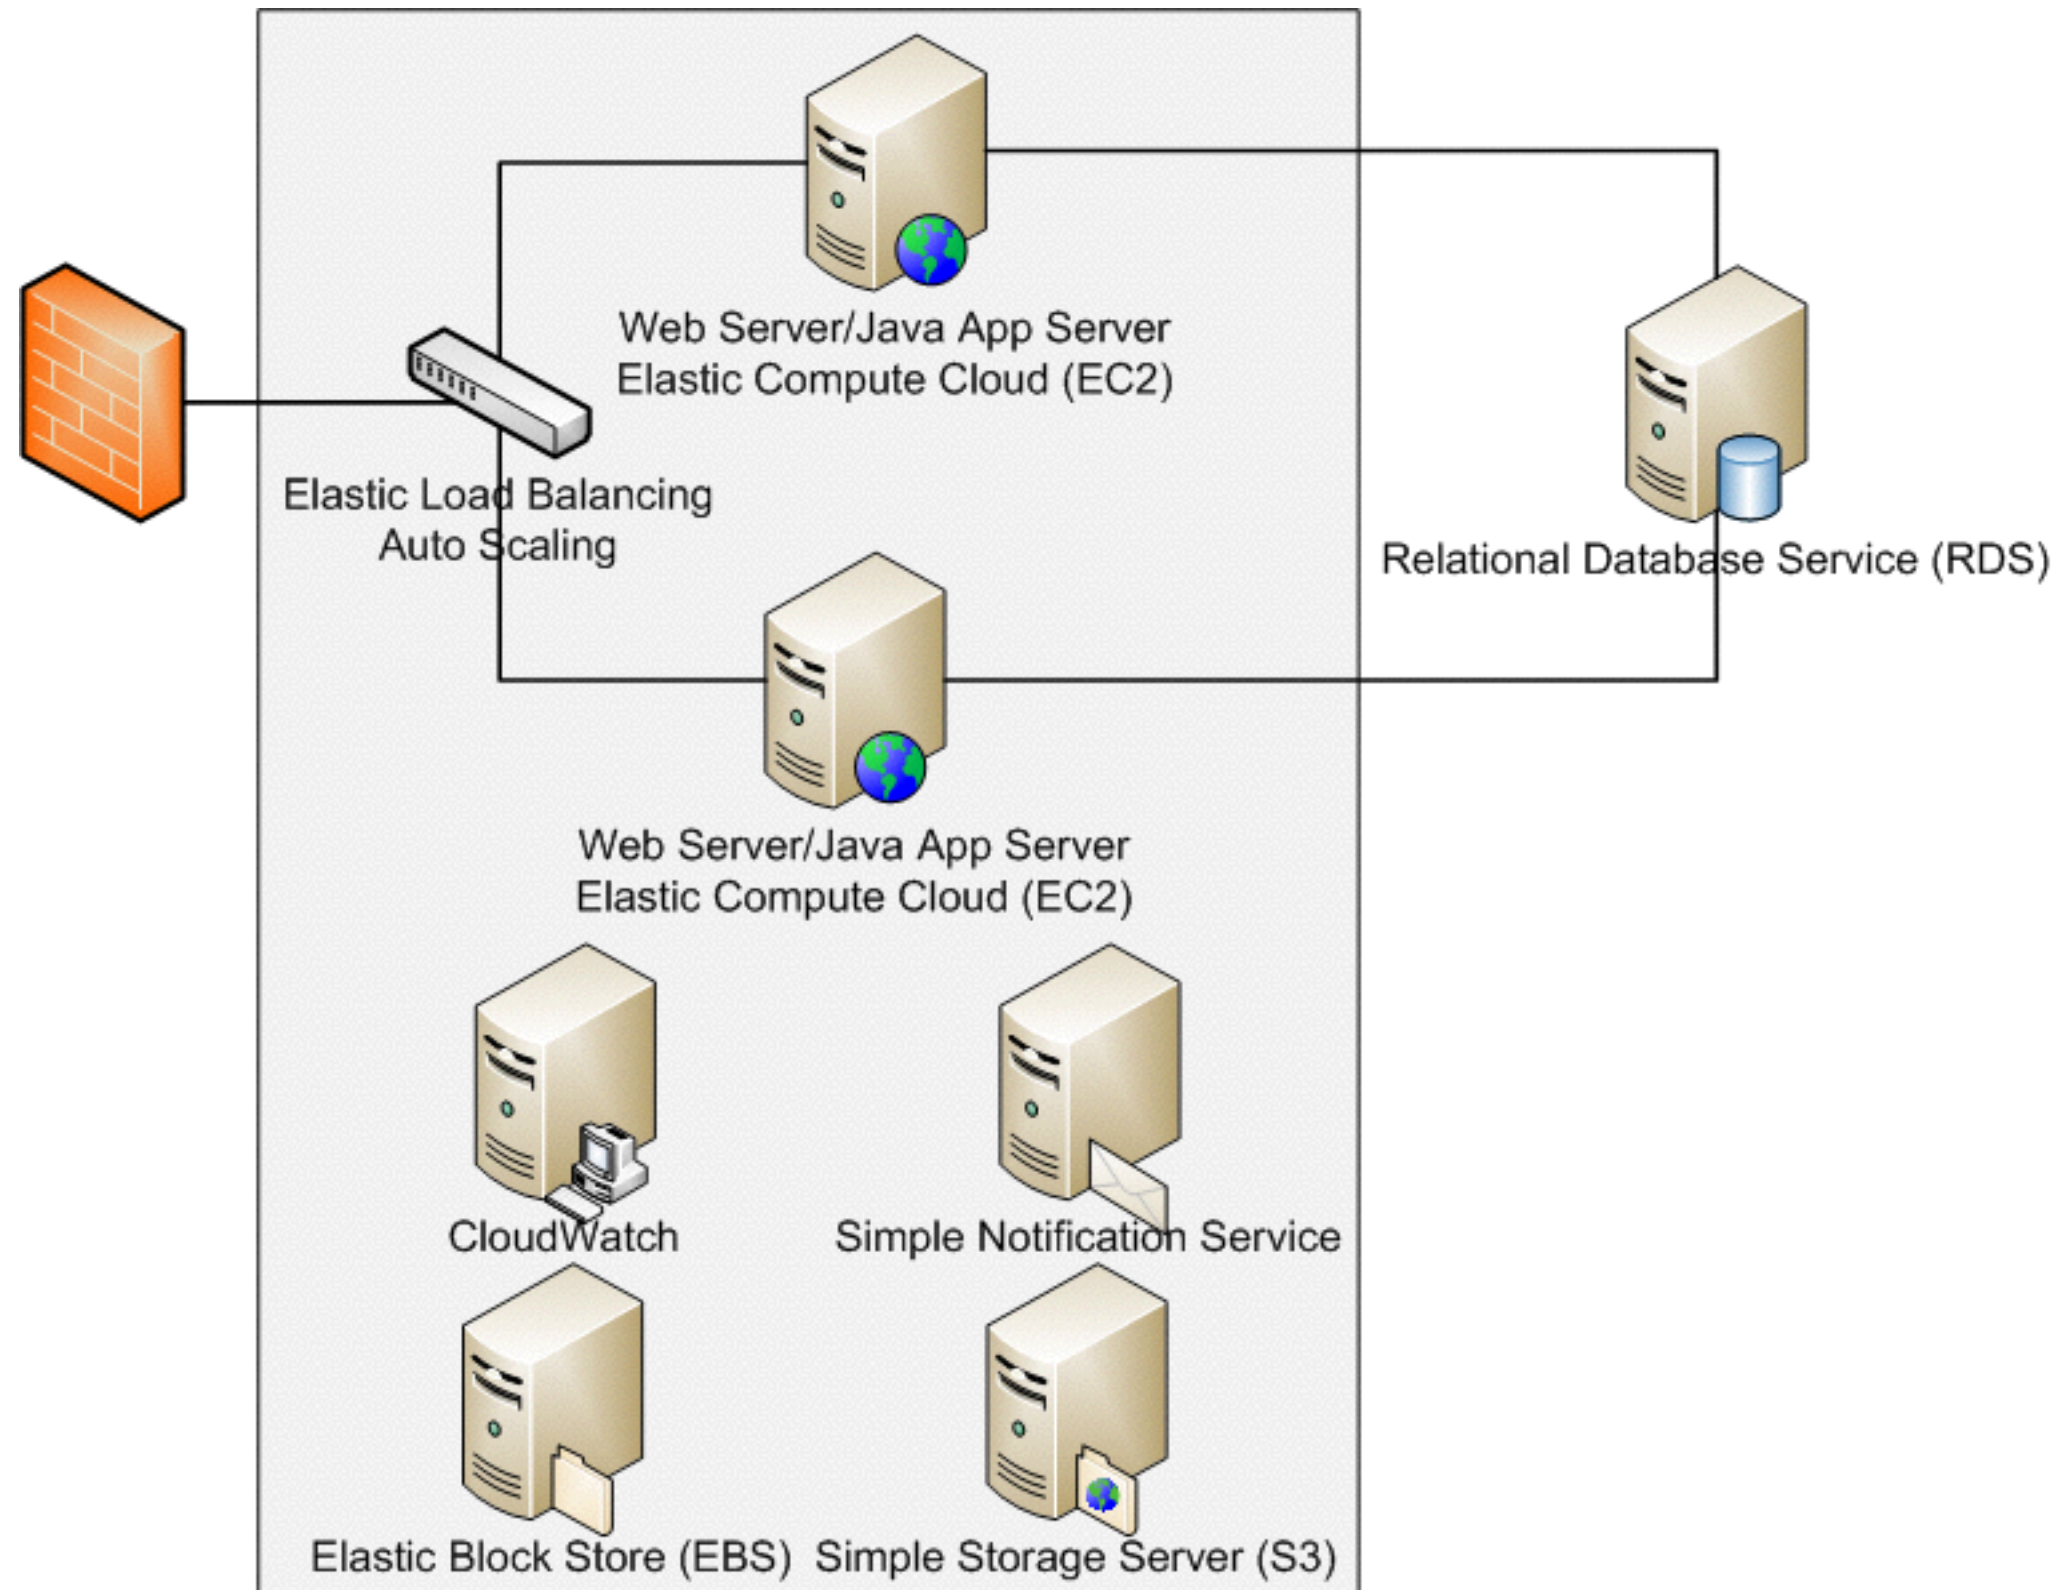 Web Server/Java App Server
Elastic Compute Cloud (EC2)
Elastic Load Balancing
Auto Scaling
Relational Database Service (RDS)
Web Server/Java App Server
Elastic Compute Cloud (EC2)
CloudWatch
Simple Notification Service
Elastic Block Store (EBS)
Simple Storage Server (S3)